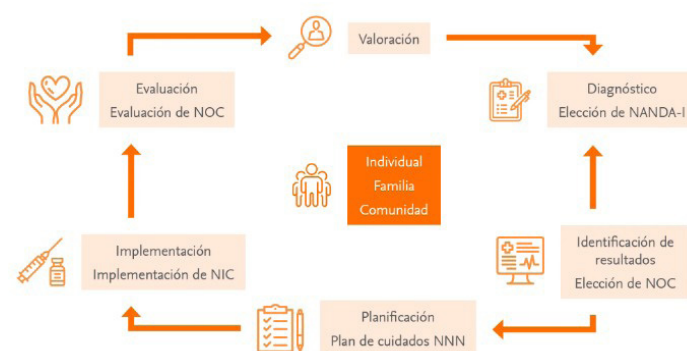 Valoración
Evaluación
Evaluación de NOC
Diagnóstico
Elección de NANDA-I
Individual
Familia
Comunidad
Implementación
Implementación de NIC
Identificación de
resultados
Elección de NOC
Planificación
Plan de cuidados NNN